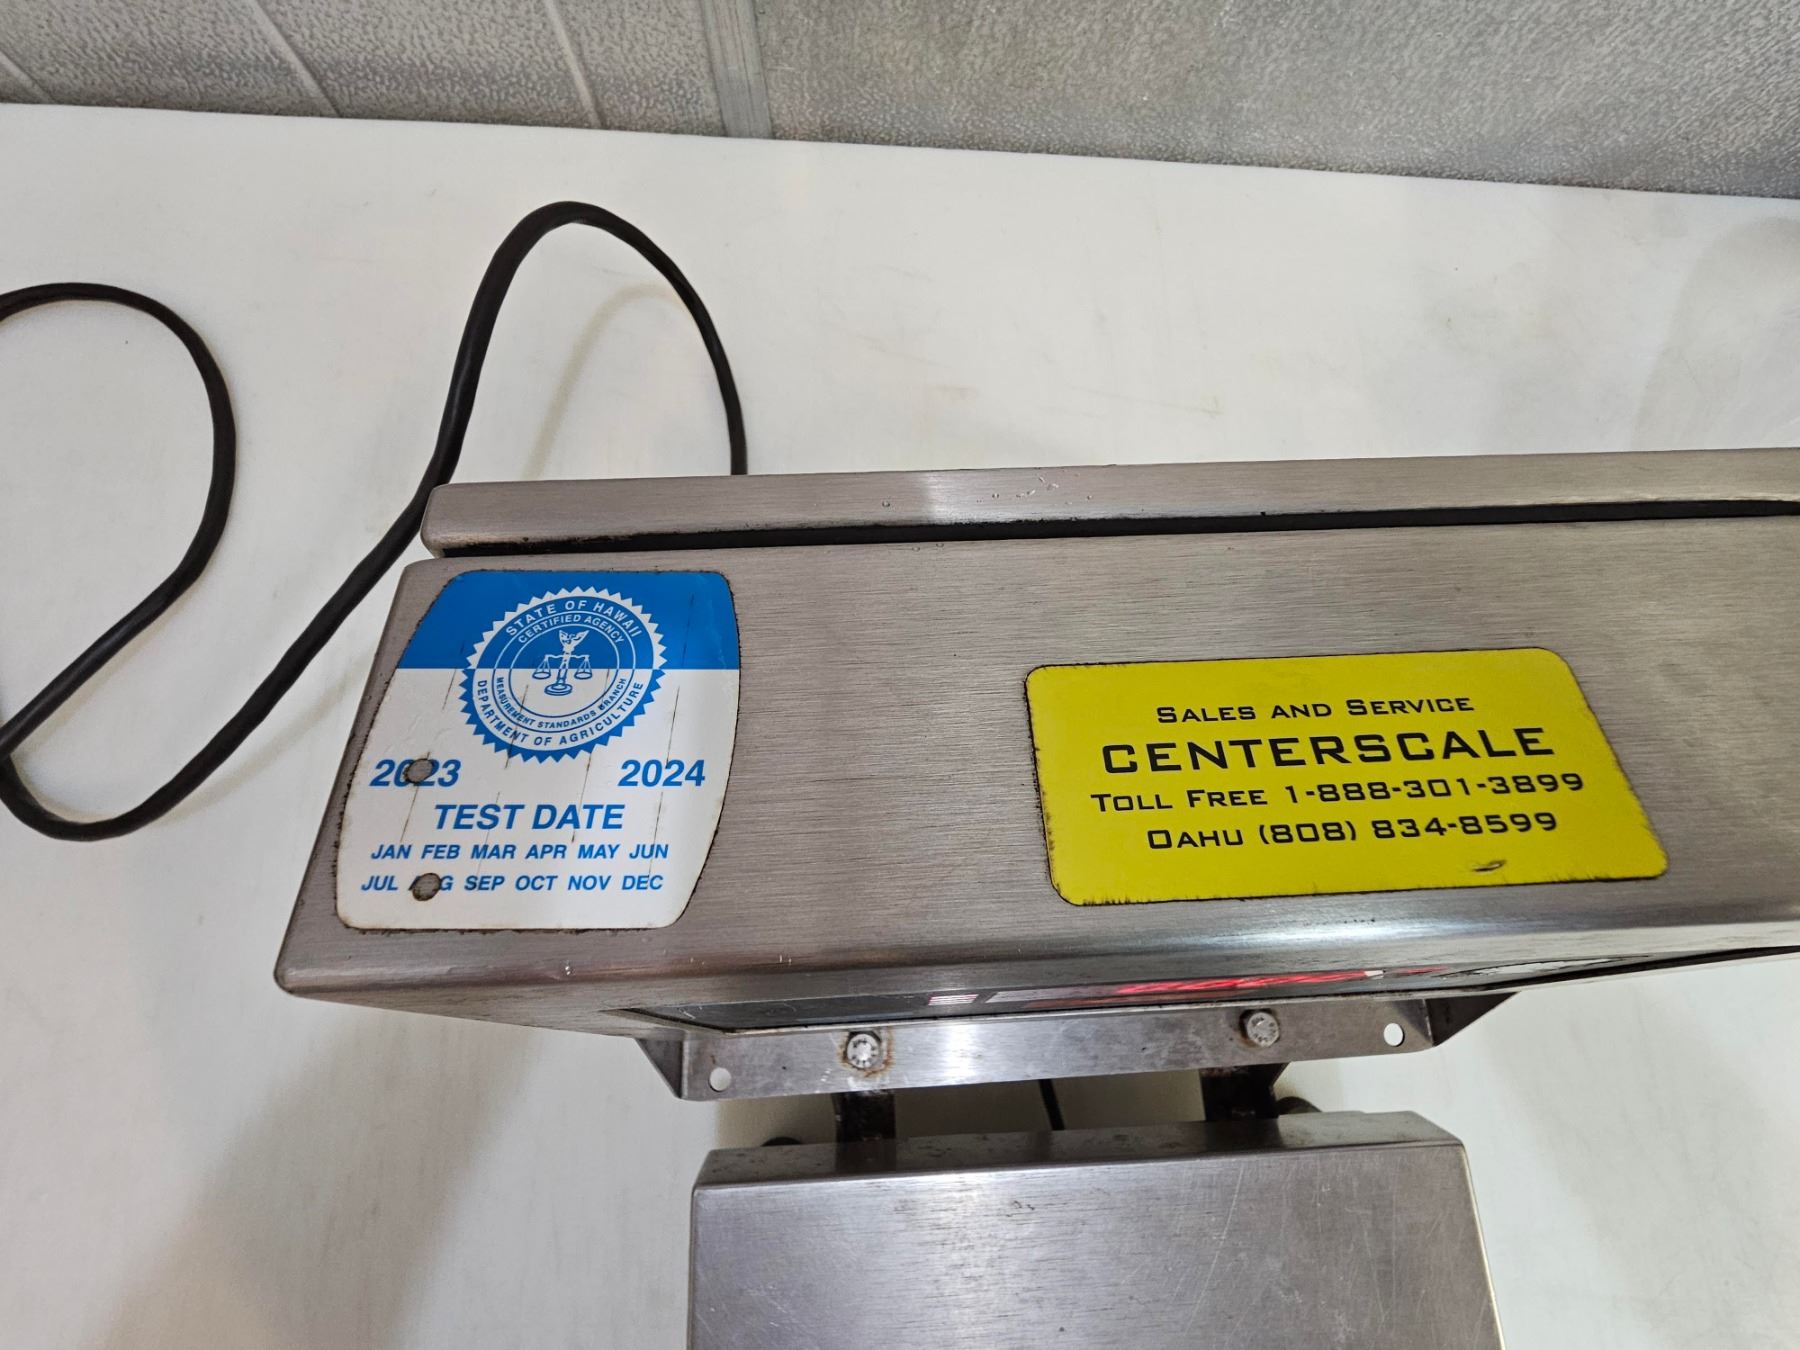 STATE OF HAWAII
CERTIFIED AGENCY
MEASUREMENT STANDARDS BRANCH
DEPARTMENT OF AGRICULTURE
2023 2024
TEST DATE
JAN FEB MAR APR MAY JUN
JUL AUG SEP OCT NOV DEC
SALES AND SERVICE
CENTERSCALE
TOLL FREE 1-888-301-3899
OAHU (808) 834-8599